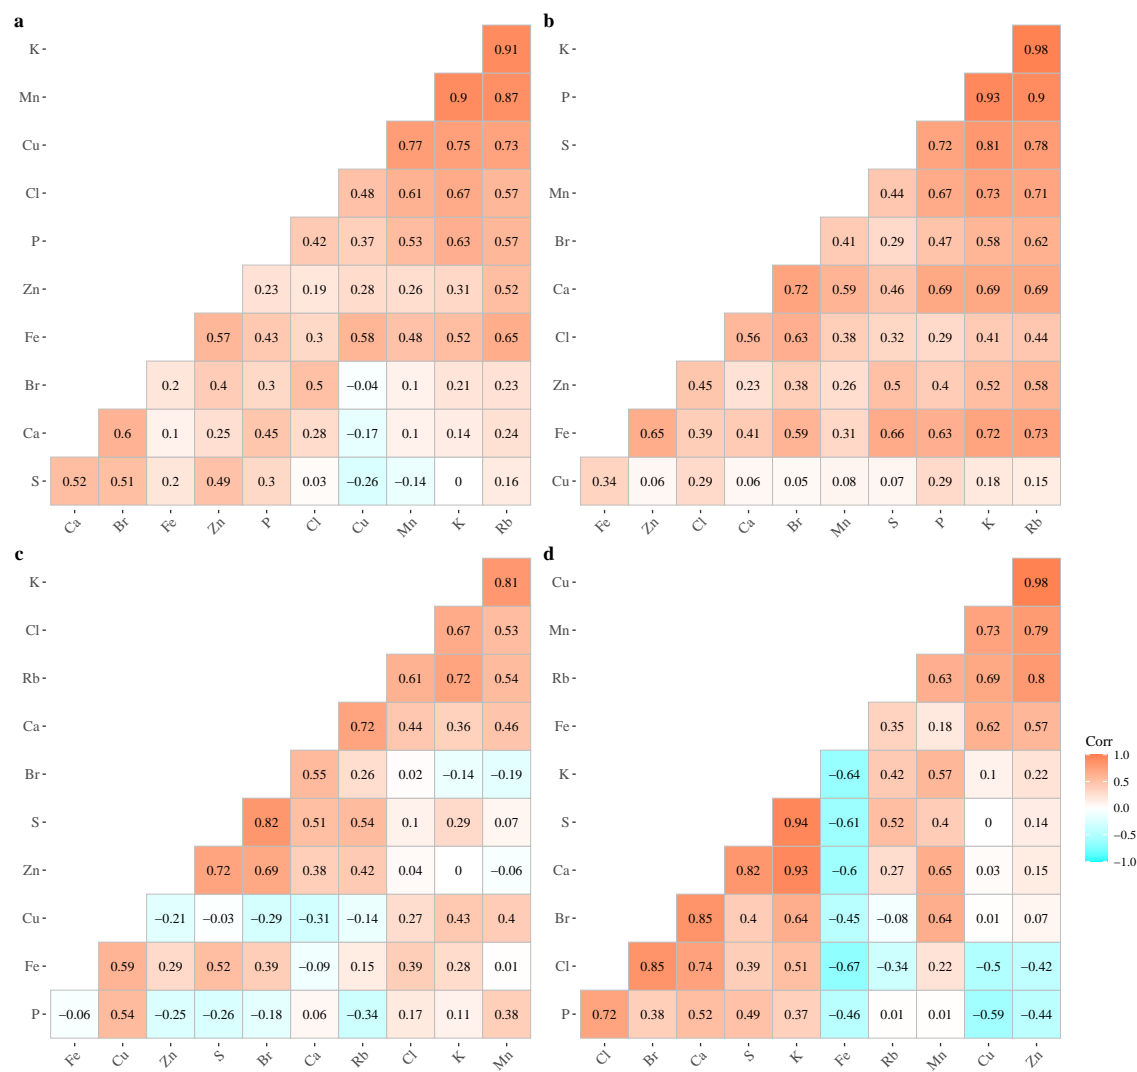 a
K 0.91
Mn 0.9 0.87
Cu 0.77 0.75 0.73
Cl 0.48 0.61 0.67 0.57
P 0.42 0.37 0.53 0.63 0.57
Zn 0.23 0.19 0.28 0.26 0.31 0.52
Fe 0.57 0.43 0.3 0.58 0.48 0.52 0.65
Br 0.2 0.4 0.3 0.5 −0.04 0.1 0.21 0.23
Ca 0.6 0.1 0.25 0.45 0.28 −0.17 0.1 0.14 0.24
S 0.52 0.51 0.2 0.49 0.3 0.03 −0.26 −0.14 0 0.16
Ca Br Fe Zn P Cl Cu Mn K Rb
b
K 0.98
P 0.93 0.9
S 0.72 0.81 0.78
Mn 0.44 0.67 0.73 0.71
Br 0.41 0.29 0.47 0.58 0.62
Ca 0.72 0.59 0.46 0.69 0.69 0.69
Cl 0.56 0.63 0.38 0.32 0.29 0.41 0.44
Zn 0.45 0.23 0.38 0.26 0.5 0.4 0.52 0.58
Fe 0.65 0.39 0.41 0.59 0.31 0.66 0.63 0.72 0.73
Cu 0.34 0.06 0.29 0.06 0.05 0.08 0.07 0.29 0.18 0.15
Fe Zn Cl Ca Br Mn S P K Rb
c
K 0.81
Cl 0.67 0.53
Rb 0.61 0.72 0.54
Ca 0.72 0.44 0.36 0.46
Br 0.55 0.26 0.02 −0.14 −0.19
S 0.82 0.51 0.54 0.1 0.29 0.07
Zn 0.72 0.69 0.38 0.42 0.04 0 −0.06
Cu −0.21 −0.03 −0.29 −0.31 −0.14 0.27 0.43 0.4
Fe 0.59 0.29 0.52 0.39 −0.09 0.15 0.39 0.28 0.01
P −0.06 0.54 −0.25 −0.26 −0.18 0.06 −0.34 0.17 0.11 0.38
Fe Cu Zn S Br Ca Rb Cl K Mn
d
Cu 0.98
Mn 0.73 0.79
Rb 0.63 0.69 0.8
Fe 0.35 0.18 0.62 0.57
K −0.64 0.42 0.57 0.1 0.22
S 0.94 −0.61 0.52 0.4 0 0.14
Ca 0.82 0.93 −0.6 0.27 0.65 0.03 0.15
Br 0.85 0.4 0.64 −0.45 −0.08 0.64 0.01 0.07
Cl 0.85 0.74 0.39 0.51 −0.67 −0.34 0.22 −0.5 −0.42
P 0.72 0.38 0.52 0.49 0.37 −0.46 0.01 0.01 −0.59 −0.44
Cl Br Ca S K Fe Rb Mn Cu Zn
Corr
1.0
0.5
0.0
−0.5
−1.0